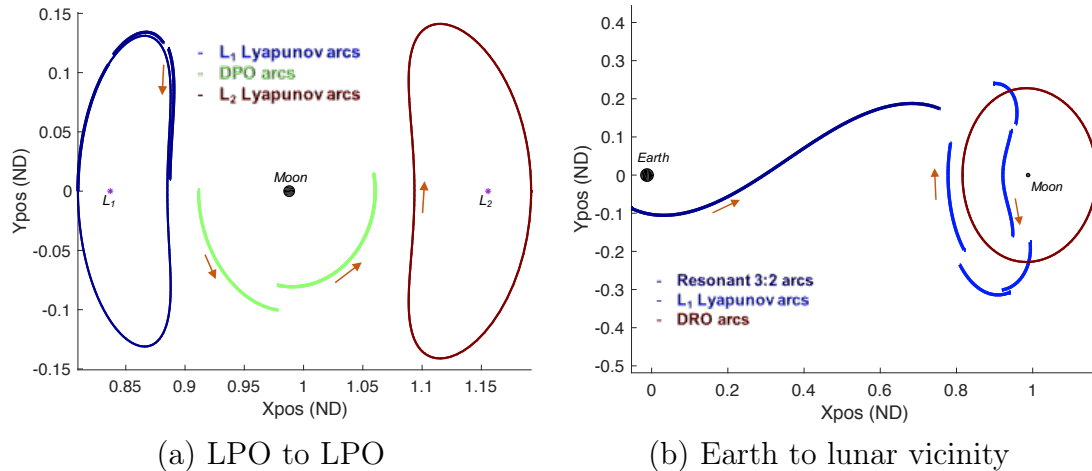 0.15
0.1
0.05
0
-0.05
-0.1
-0.15
Ypos (ND)
- L₁ Lyapunov arcs
- DPO arcs
- L₂ Lyapunov arcs
Moon
L₁
L₂
0.85 0.9 0.95 1 1.05 1.1 1.15
Xpos (ND)
(a) LPO to LPO
0.4
0.3
0.2
0.1
0
-0.1
-0.2
-0.3
-0.4
-0.5
Ypos (ND)
Earth
Moon
- Resonant 3:2 arcs
- L₁ Lyapunov arcs
- DRO arcs
0 0.2 0.4 0.6 0.8 1
Xpos (ND)
(b) Earth to lunar vicinity